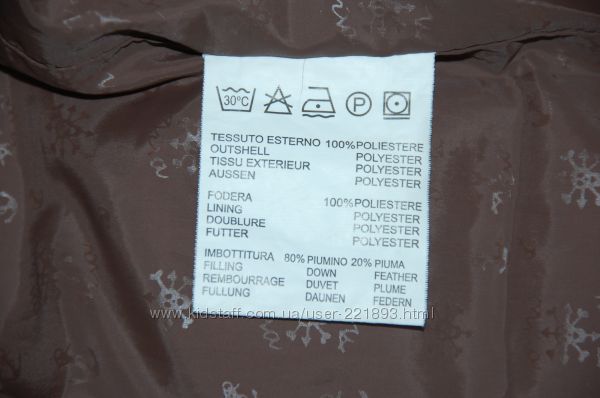 30°C P
TESSUTO ESTERNO 100%POLIESTERE
OUTSHELL POLYESTER
TISSU EXTERIEUR POLYESTER
AUSSEN POLYESTER
FODERA 100%POLIESTERE
LINING POLYESTER
DOUBLURE POLYESTER
FUTTER POLYESTER
IMBOTTITURA 80% PIUMINO 20% PIUMA
FILLING DOWN FEATHER
REMBOURRAGE DUVET PLUME
FULLUNG DAUNEN FEDERN
www.kidstaff.com.ua/user-221893.html